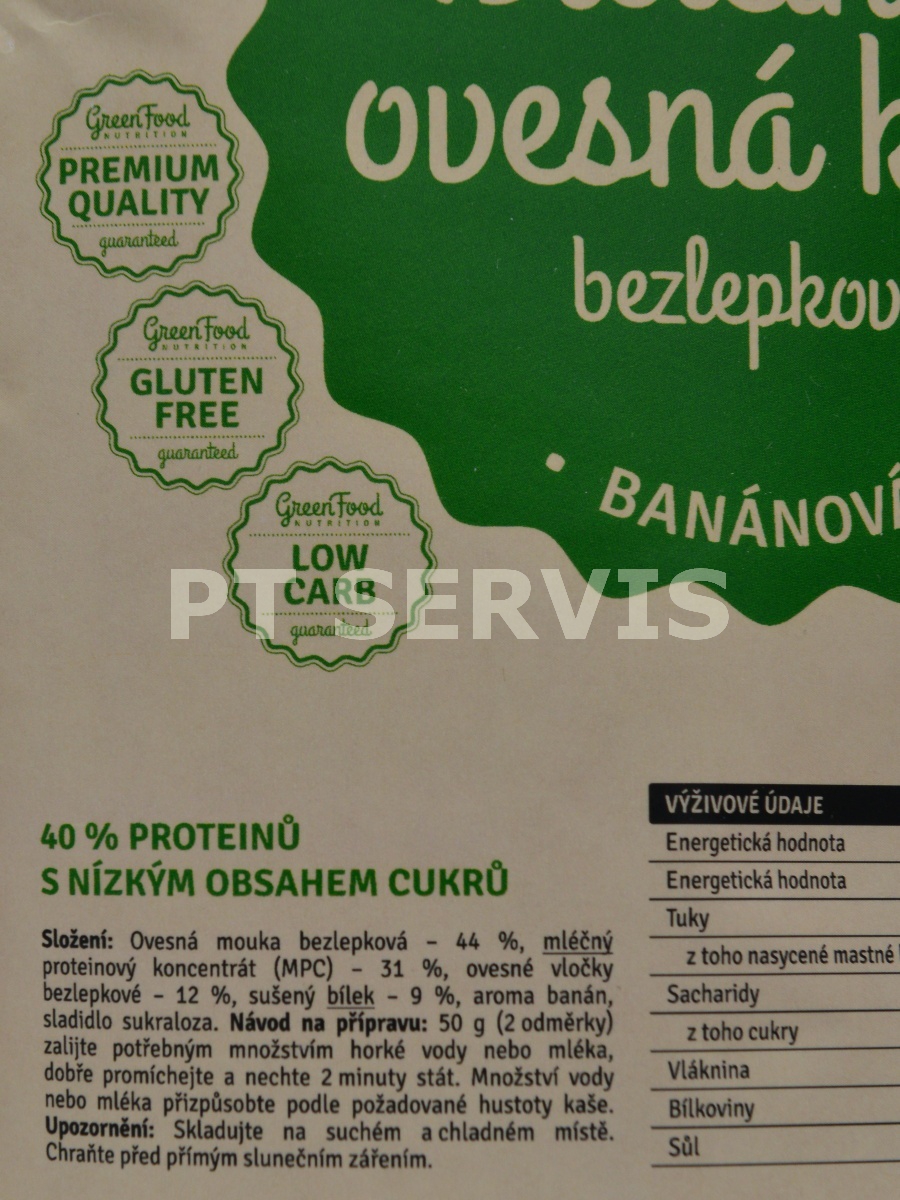 ovesná
bezlepkov
• BANÁNOVÍ
GreenFood
NUTRITION
PREMIUM
QUALITY
guaranteed
GreenFood
NUTRITION
GLUTEN
FREE
guaranteed
GreenFood
NUTRITION
LOW
CARB
guaranteed
PT SERVIS
40 % PROTEINŮ
S NÍZKÝM OBSAHEM CUKRŮ
Složení: Ovesná mouka bezlepková – 44 %, mléčný
proteinový koncentrát (MPC) – 31 %, ovesné vločky
bezlepkové – 12 %, sušený bílek – 9 %, aroma banán,
sladidlo sukraloza. Návod na přípravu: 50 g (2 odměrky)
zalijte potřebným množstvím horké vody nebo mléka,
dobře promíchejte a nechte 2 minuty stát. Množství vody
nebo mléka přizpůsobte podle požadované hustoty kaše.
Upozornění: Skladujte na suchém a chladném místě.
Chraňte před přímým slunečním zářením.
VÝŽIVOVÉ ÚDAJE
Energetická hodnota
Energetická hodnota
Tuky
z toho nasycené mastné
Sacharidy
z toho cukry
Vláknina
Bílkoviny
Sůl